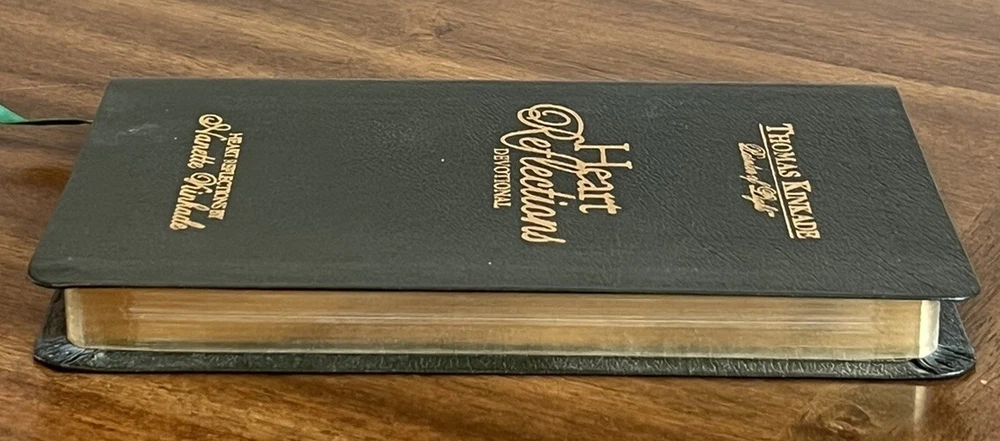 THOMAS KINKADE
Painter of Light
Heart
Reflections
DEVOTIONAL
HEART REFLECTIONS BY
Nanette Kinkade